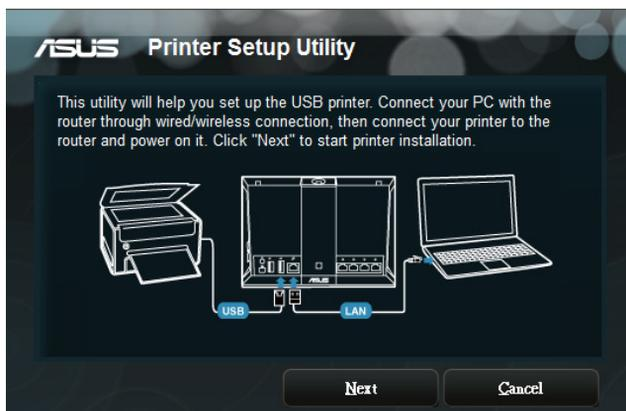 ASUS Printer Setup Utility
This utility will help you set up the USB printer. Connect your PC with the
router through wired/wireless connection, then connect your printer to the
router and power on it. Click "Next" to start printer installation.
ASUS
USB
LAN
Next
Cancel